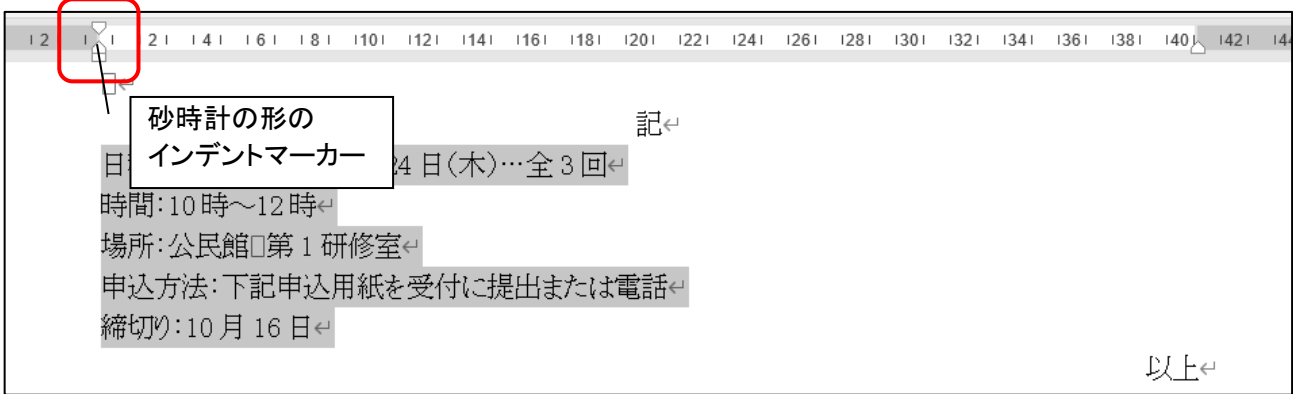 2 2 4 6 8 10 12 14 16 18 20 22 24 26 28 30 32 34 36 38 40 42 44
砂時計の形の
インデントマーカー
記
日 24日(木)…全3回
時間:10時~12時
場所:公民館□第1研修室
申込方法:下記申込用紙を受付に提出または電話
締切り:10月16日
以上